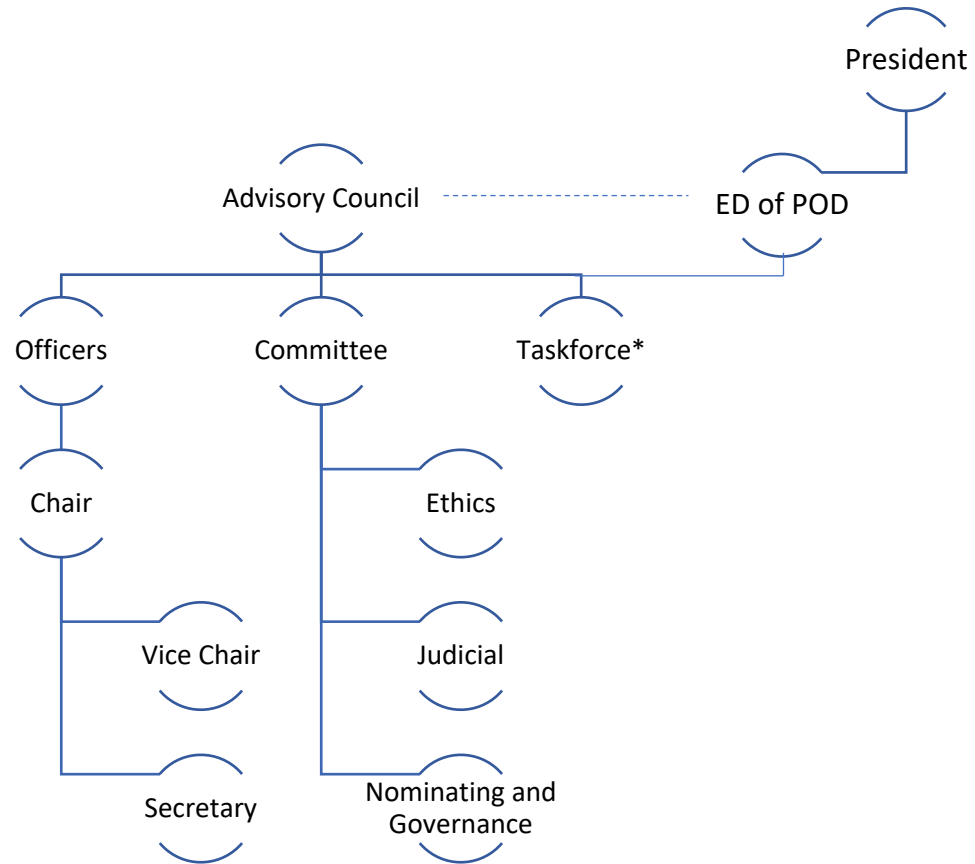 President
Advisory Council
ED of POD
Officers
Committee
Taskforce*
Chair
Ethics
Vice Chair
Judicial
Secretary
Nominating and
Governance